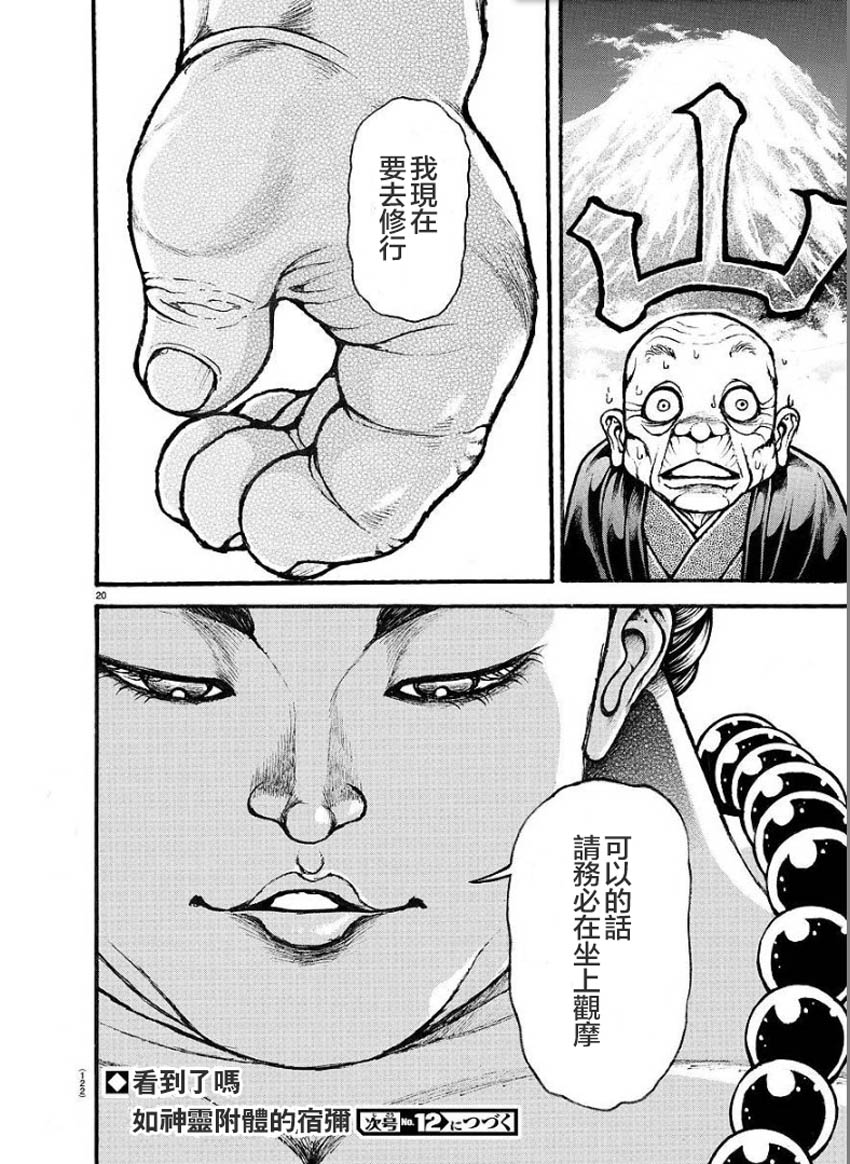 山
我現在
要去修行
20
可以的話
請務必在坐上觀摩
看到了嗎
如神靈附體的宿彌
次号No.12につづく
(122)